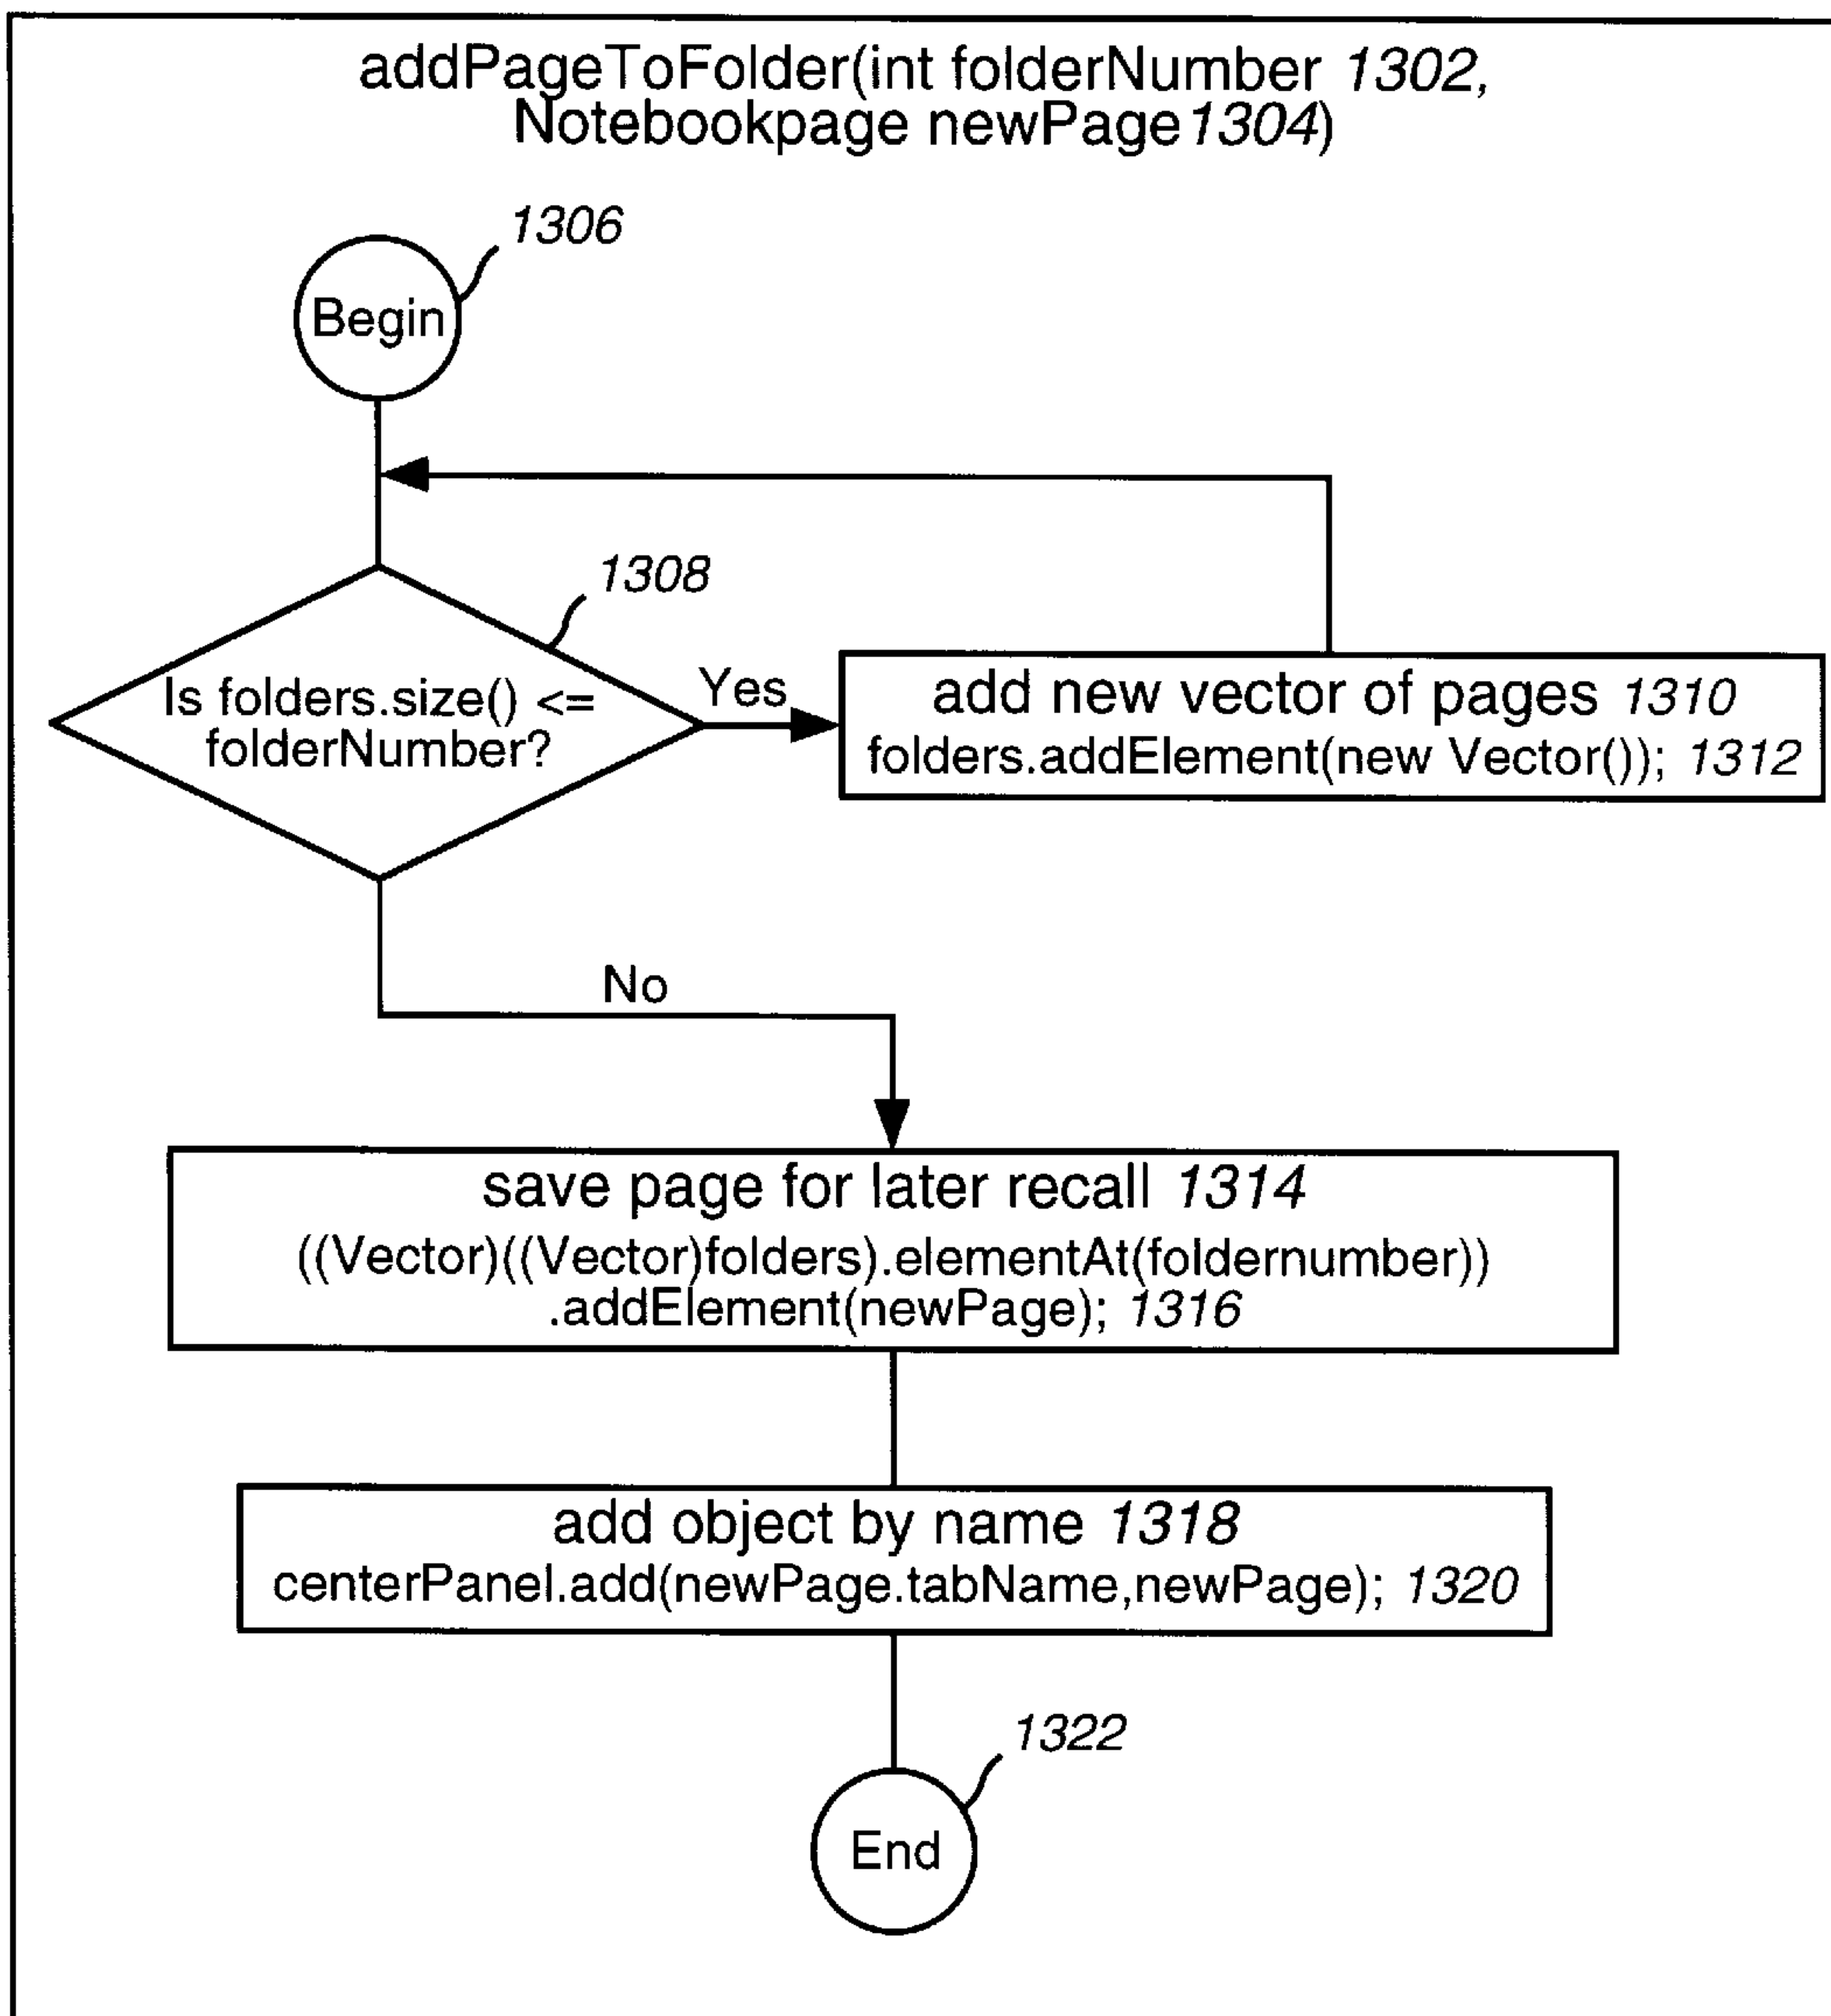 addPageToFolder(int folderNumber 1302,
Notebookpage newPage1304)
1306
Begin
1308
Is folders.size() <=
folderNumber?
Yes
add new vector of pages 1310
folders.addElement(new Vector()); 1312
No
save page for later recall 1314
((Vector)((Vector)folders).elementAt(foldernumber))
.addElement(newPage); 1316
add object by name 1318
centerPanel.add(newPage.tabName,newPage); 1320
1322
End